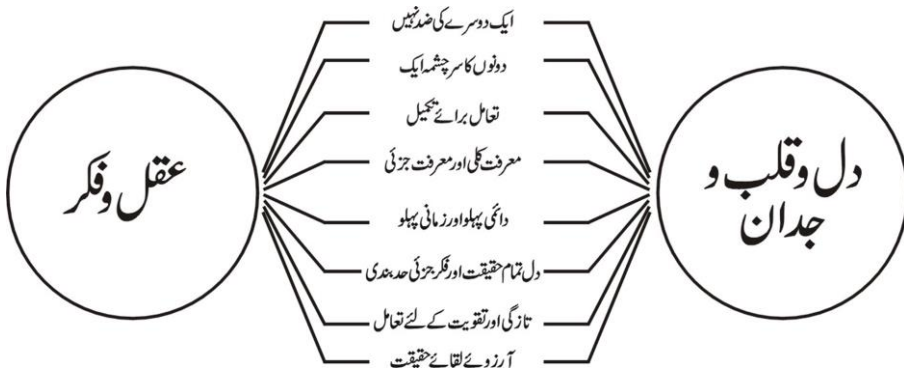 دل و قلب و
جدان
ایک دوسرے کی ضد نہیں
دونوں کا سرچشمہ ایک
تعامل برائے تکمیل
معرفت کلی اور معرفت جزئی
دائمی پہلو اور زمانی پہلو
دل تمام حقیقت اور فکر جزئی حد بندی
تازگی اور تقویت کے لئے تعامل
آرزوئے لقائے حقیقت
عقل و فکر